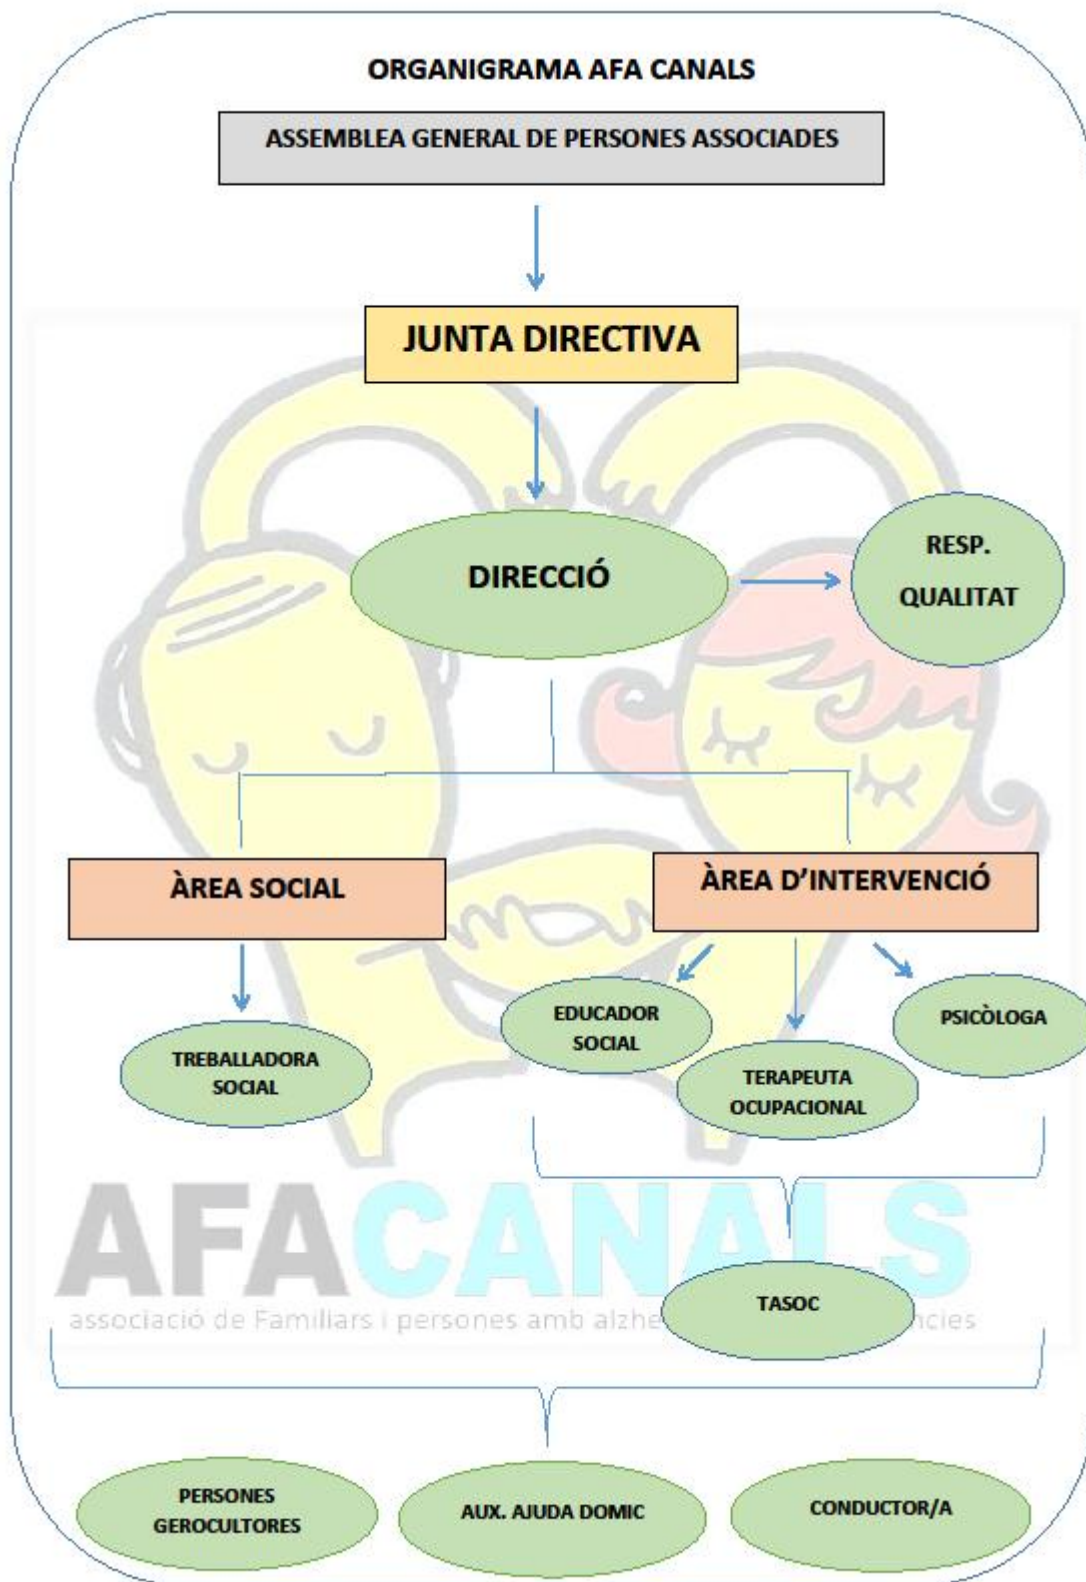 ORGANIGRAMA AFA CANALS
ASSEMBLEA GENERAL DE PERSONES ASSOCIADES
JUNTA DIRECTIVA
DIRECCIÓ
RESP.
QUALITAT
ÀREA SOCIAL
ÀREA D'INTERVENCIÓ
TREBALLADORA
SOCIAL
EDUCADOR
SOCIAL
TERAPEUTA
OCUPACIONAL
PSICÒLOGA
AFACANALS
associació de Familiars i persones amb
TASOC
PERSONES
GEROCULTORES
AUX. AJUDA DOMIC
CONDUCTOR/A